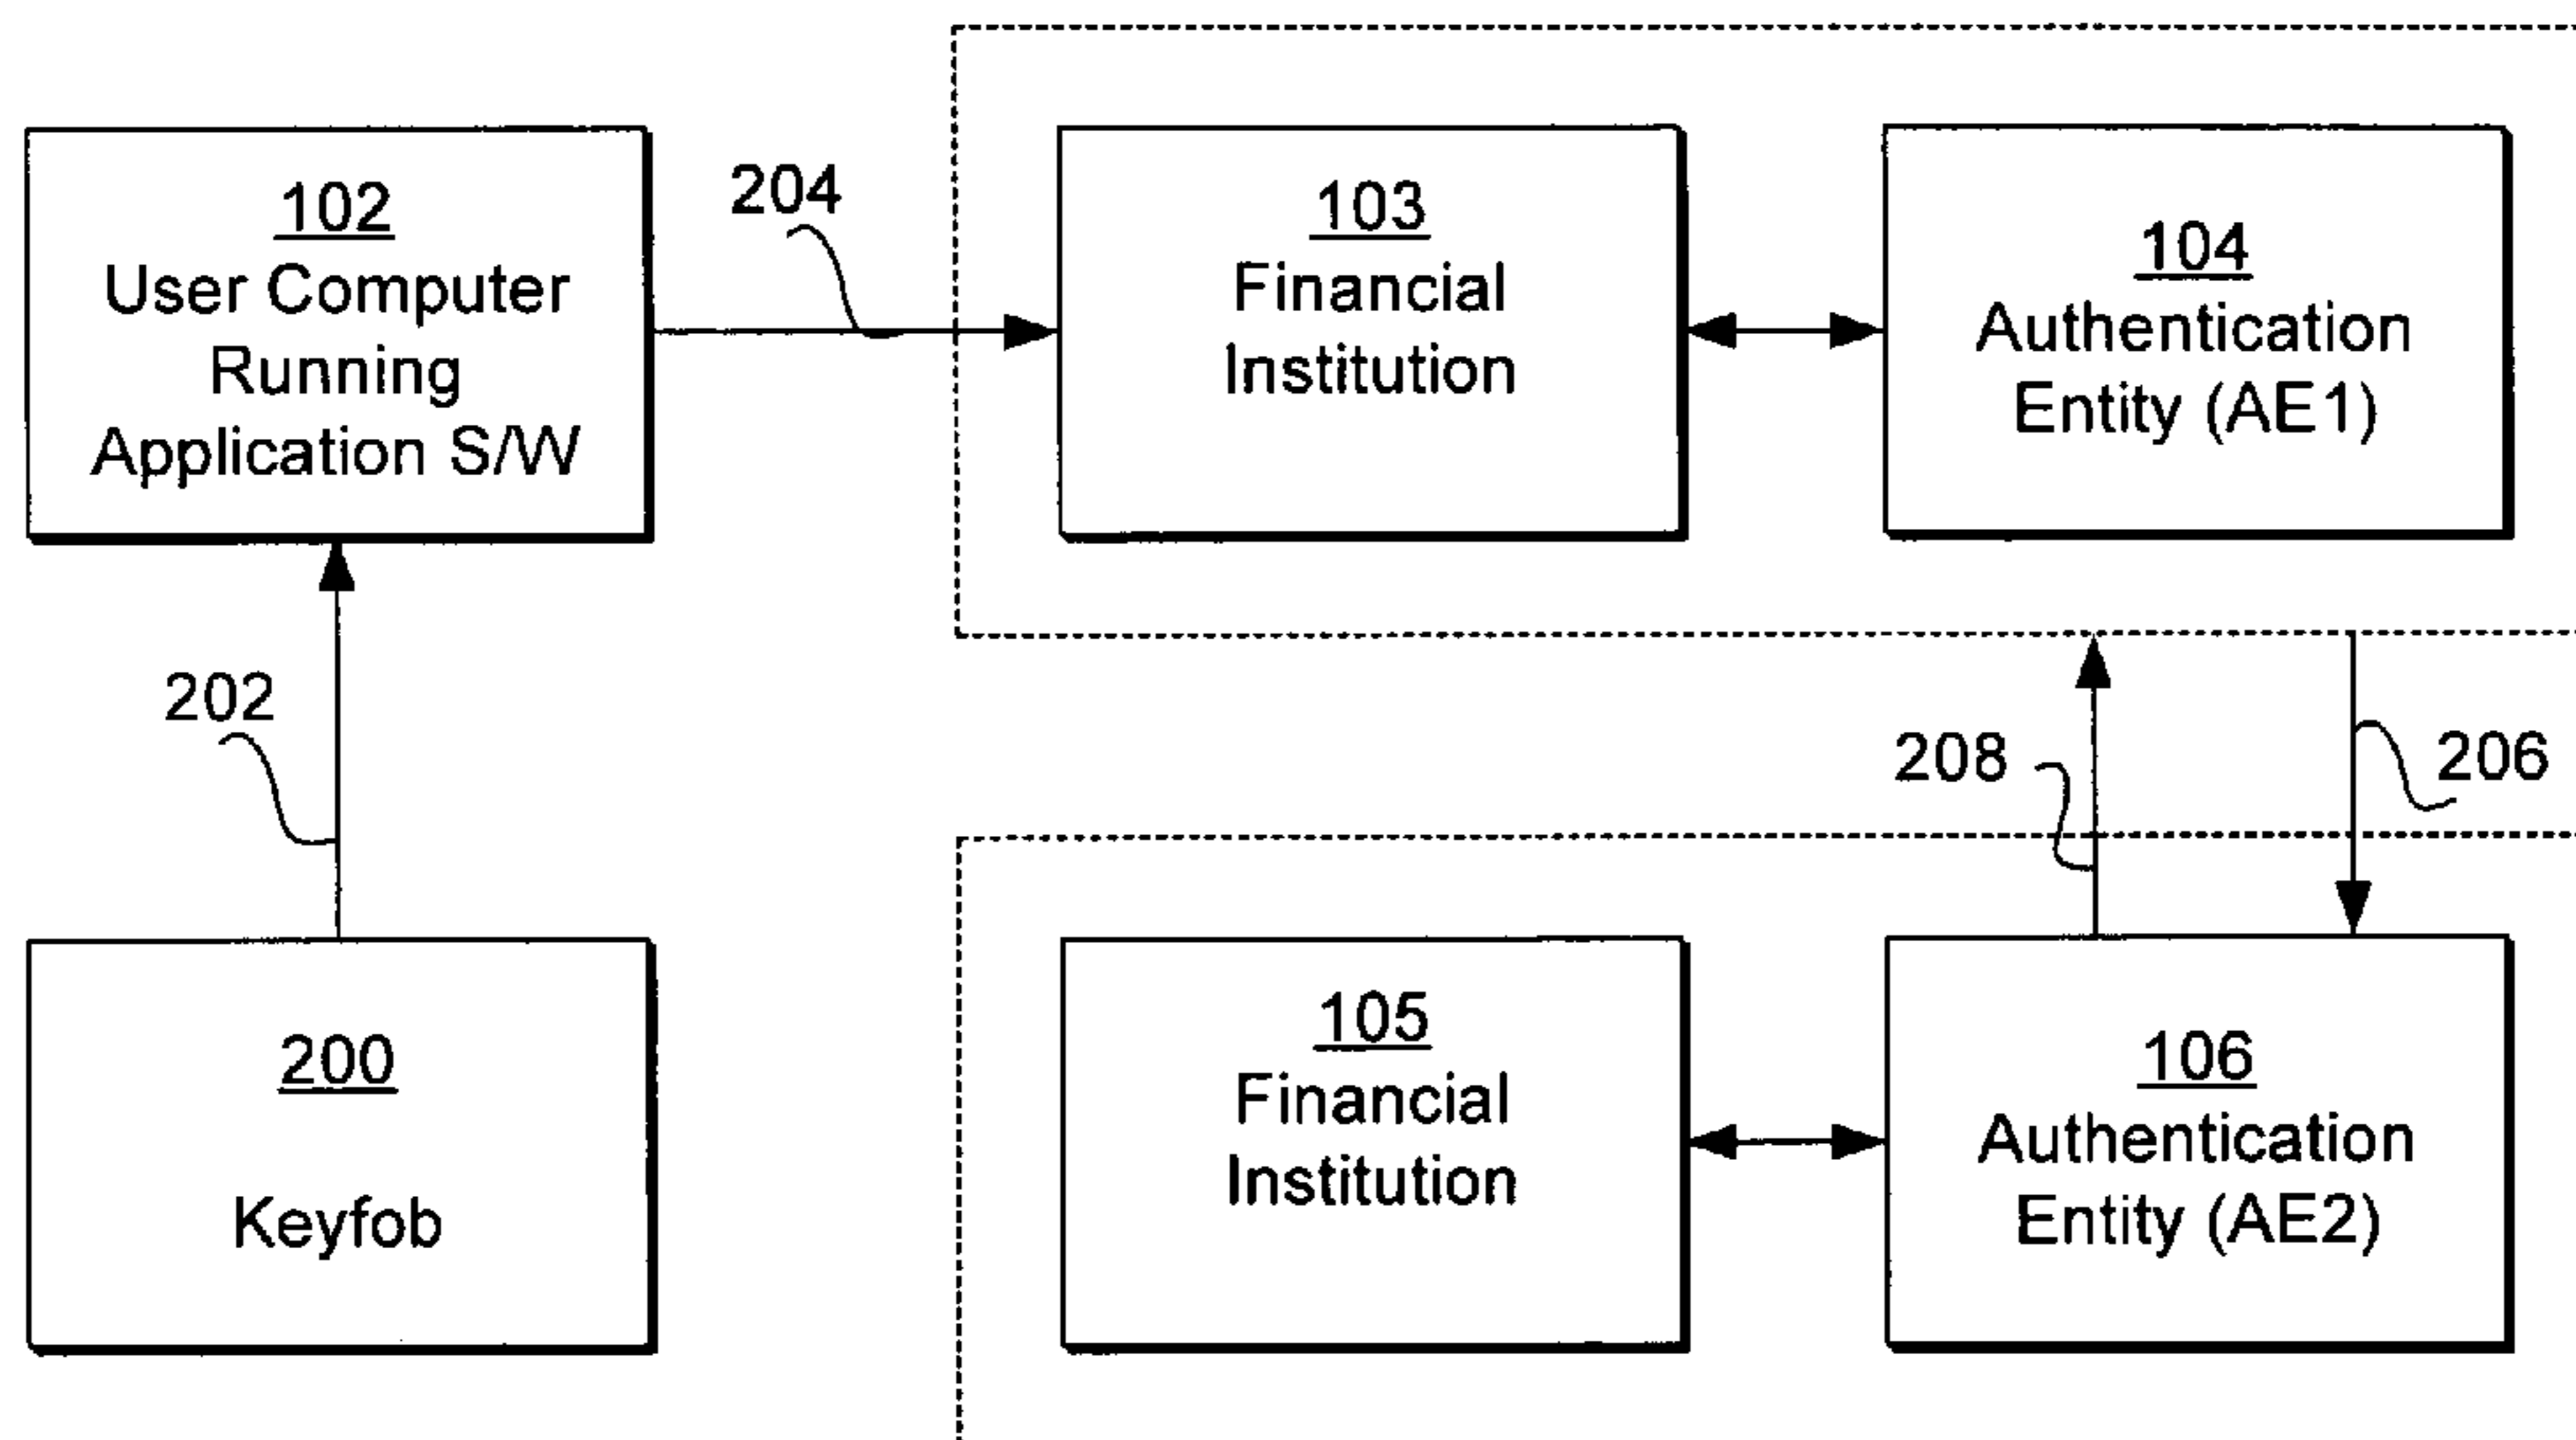 102
User Computer
Running
Application S/W
204
103
Financial
Institution
104
Authentication
Entity (AE1)
202
208
206
200
Keyfob
105
Financial
Institution
106
Authentication
Entity (AE2)